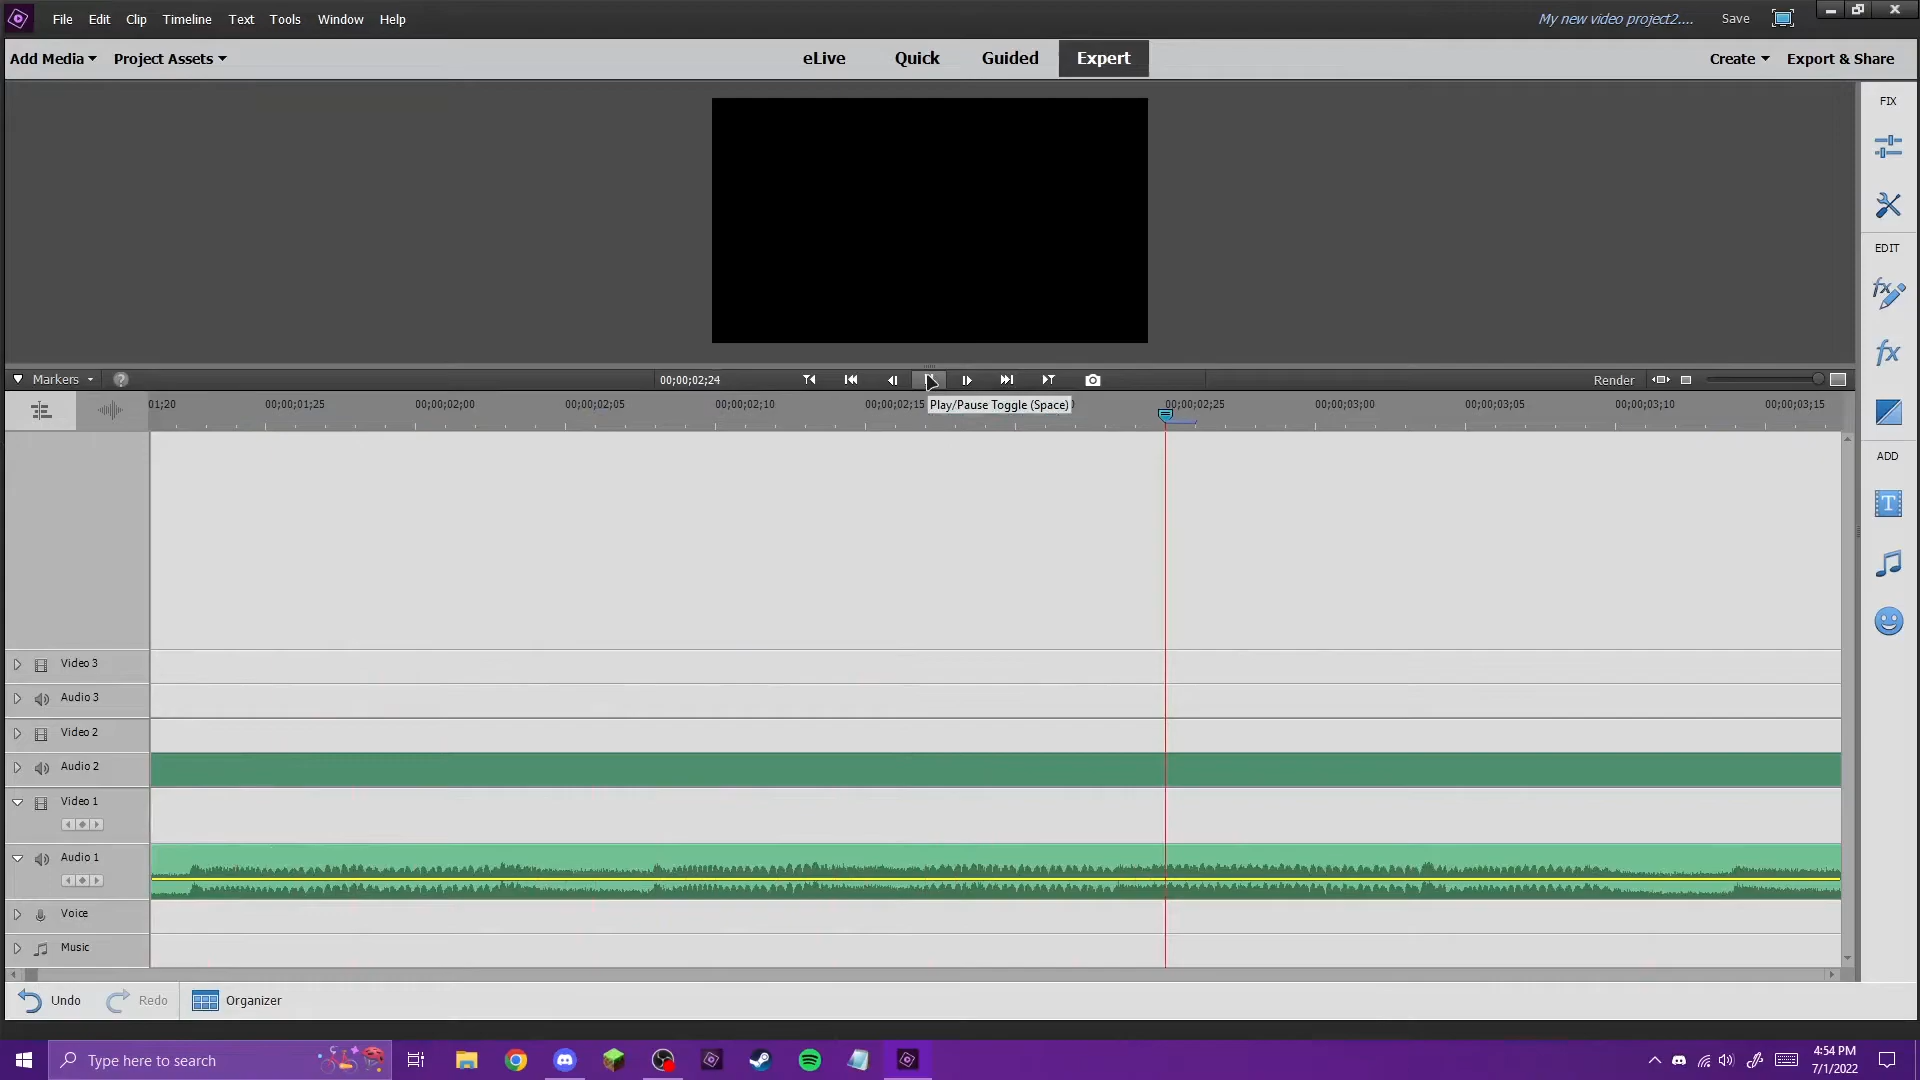 File Edit Clip Timeline Text Tools Window Help
My new video project2.... Save
Add Media Project Assets
eLive Quick Guided Expert
Create Export & Share
FIX
EDIT
ADD
Markers
00;00;02;24
Render
01;20 00;00;01;25 00;00;02;00 00;00;02;05 00;00;02;10 00;00;02;15 00;00;02;25 00;00;03;00 00;00;03;05 00;00;03;10 00;00;03;15
Play/Pause Toggle (Space)
Video 3
Audio 3
Video 2
Audio 2
Video 1
Audio 1
Voice
Music
Undo Redo Organizer
Type here to search
4:54 PM
7/1/2022